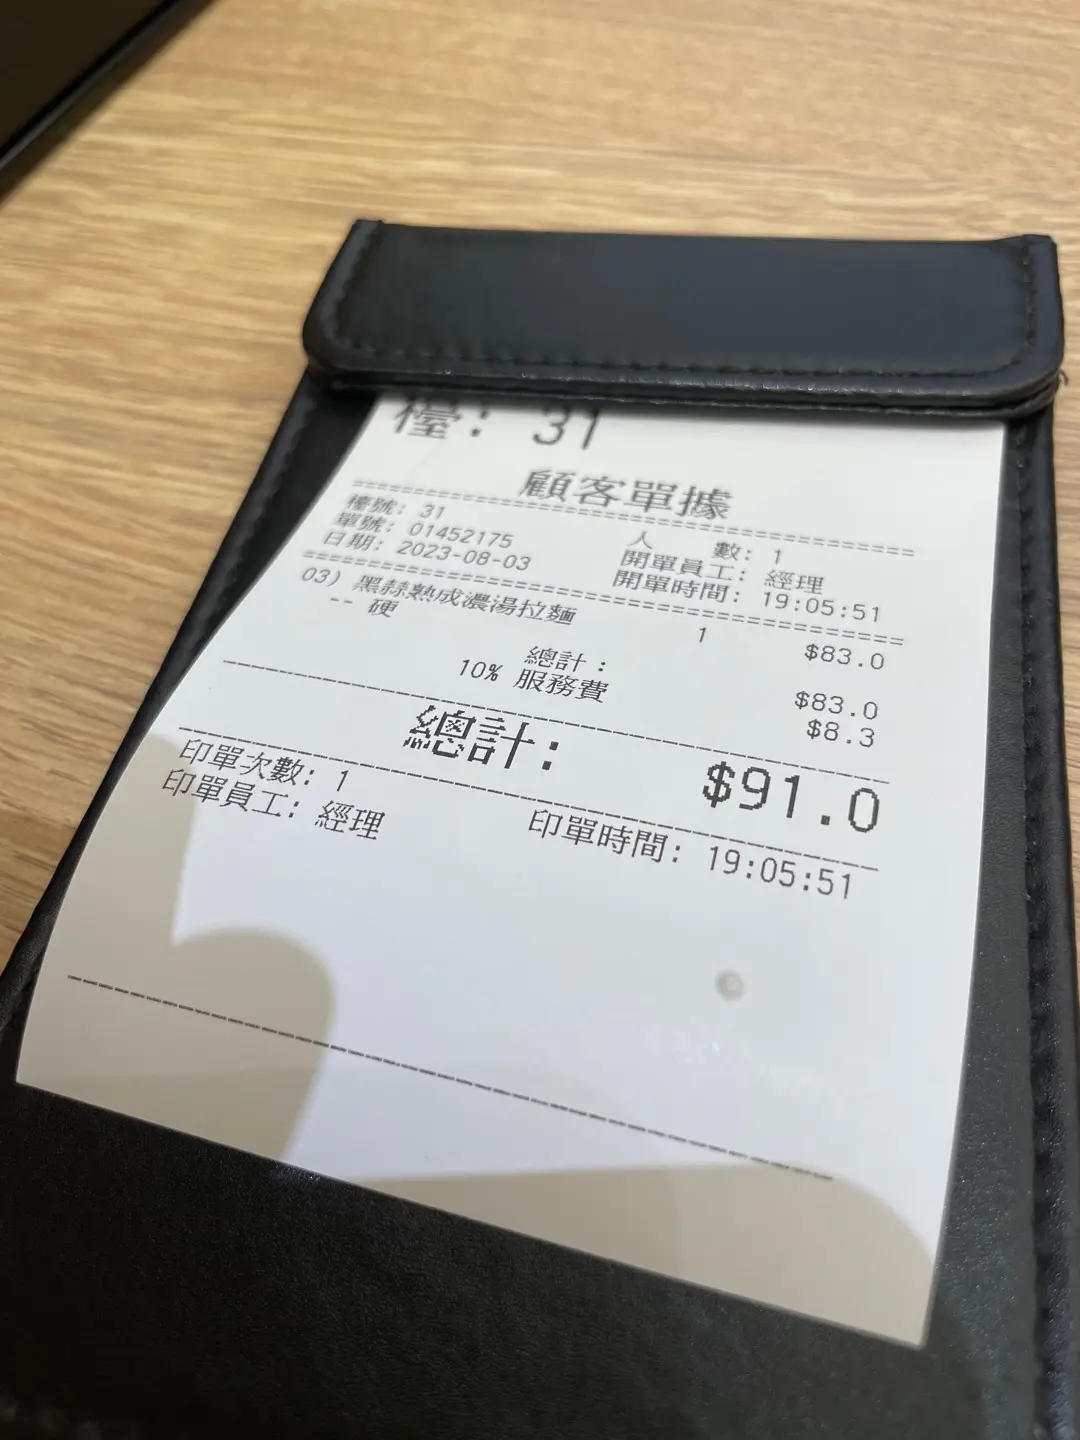 檯: 31
顧客單據
檯號: 31 人 數: 1
單號: 01452175 開單員工: 經理
日期: 2023-08-03 開單時間: 19:05:51
03) 黑蒜熟成濃湯拉麵 1 $83.0
-- 硬
總計: $83.0
10% 服務費 $8.3
總計: $91.0
印單次數: 1
印單員工: 經理 印單時間: 19:05:51